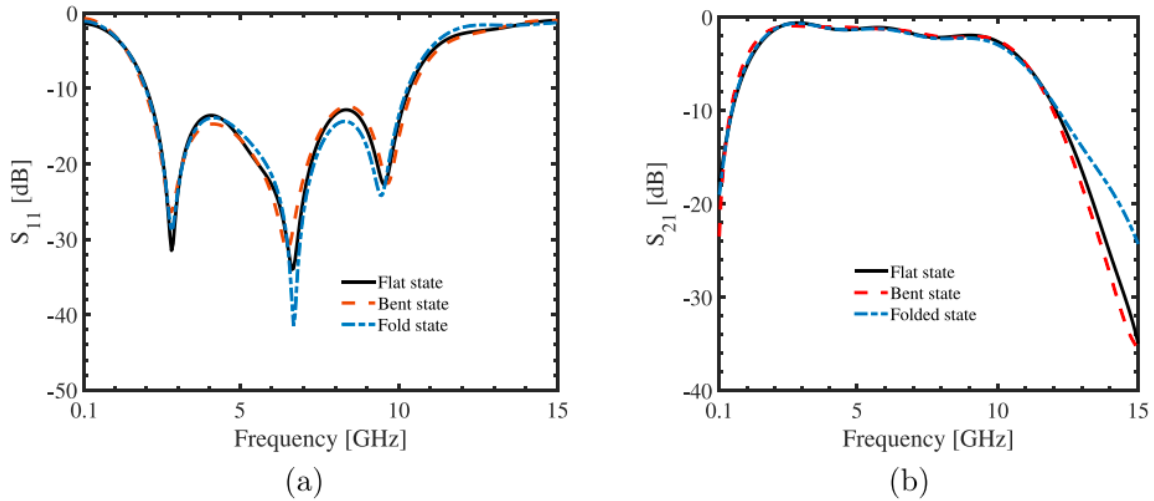 0
-10
-20
-30
-40
-50
S11 [dB]
Flat state
Bent state
Fold state
0.1
5
10
15
Frequency [GHz]
(a)
0
-10
-20
-30
-40
S21 [dB]
Flat state
Bent state
Folded state
0.1
5
10
15
Frequency [GHz]
(b)